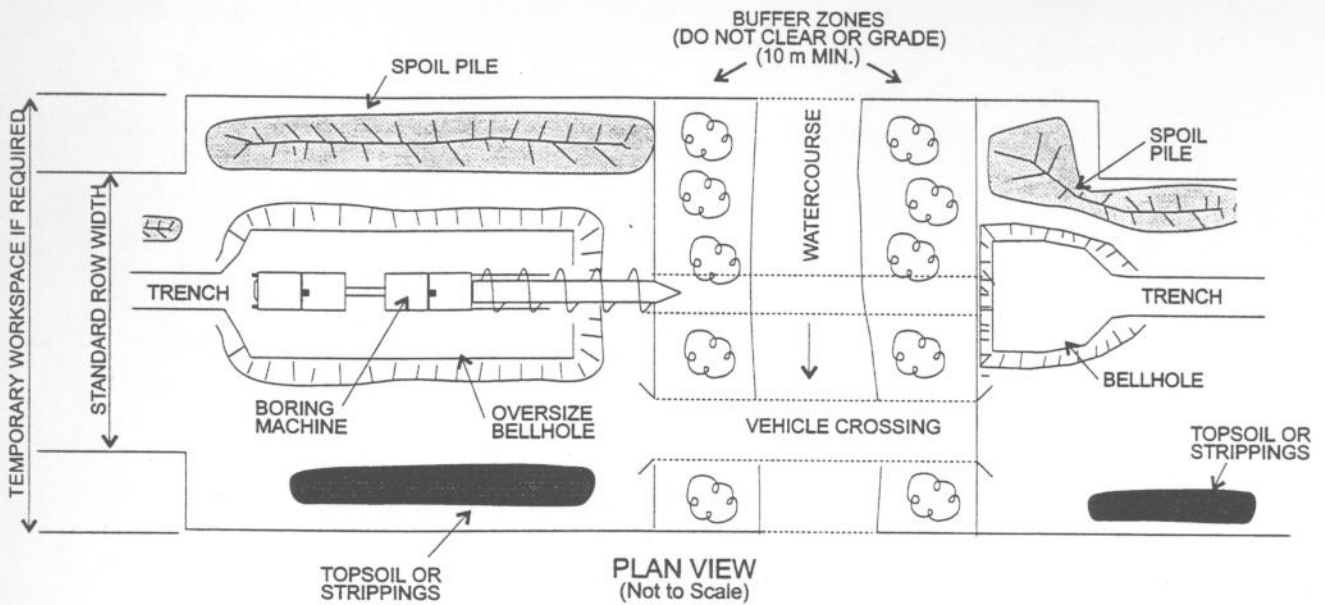 BUFFER ZONES
(DO NOT CLEAR OR GRADE)
(10 m MIN.)
SPOIL PILE
SPOIL
PILE
TEMPORARY WORKSPACE IF REQUIRED
STANDARD ROW WIDTH
WATERCOURSE
TRENCH
TRENCH
BORING
MACHINE
OVERSIZE
BELLHOLE
VEHICLE CROSSING
BELLHOLE
TOPSOIL OR
STRIPPINGS
TOPSOIL OR
STRIPPINGS
PLAN VIEW
(Not to Scale)